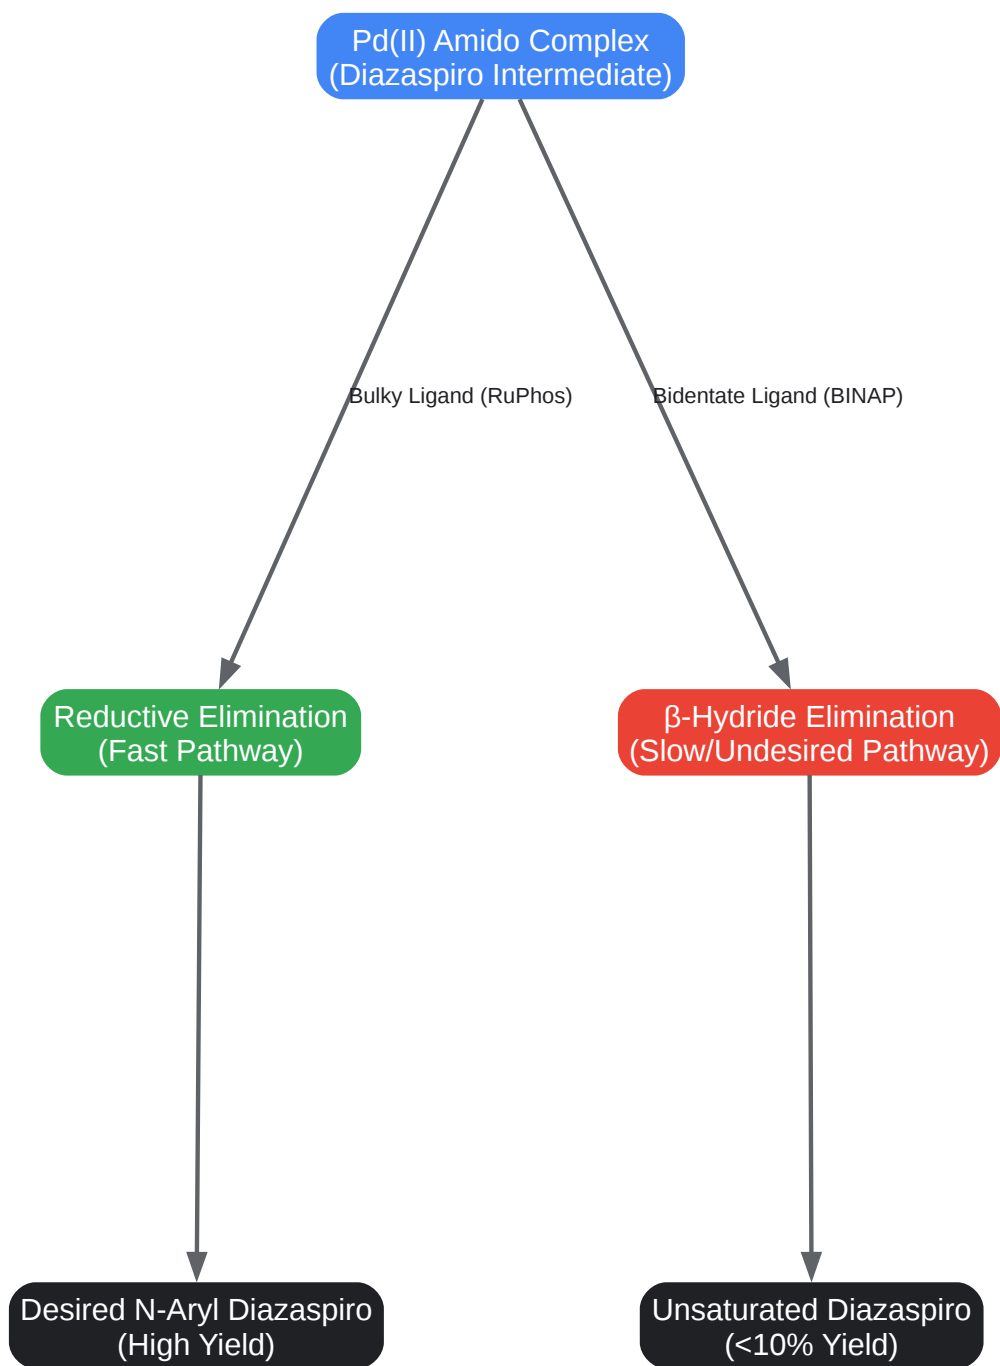 Pd(II) Amido Complex
(Diazaspiro Intermediate)
Bulky Ligand (RuPhos)
Bidentate Ligand (BINAP)
Reductive Elimination
(Fast Pathway)
β-Hydride Elimination
(Slow/Undesired Pathway)
Desired N-Aryl Diazaspiro
(High Yield)
Unsaturated Diazaspiro
(<10% Yield)